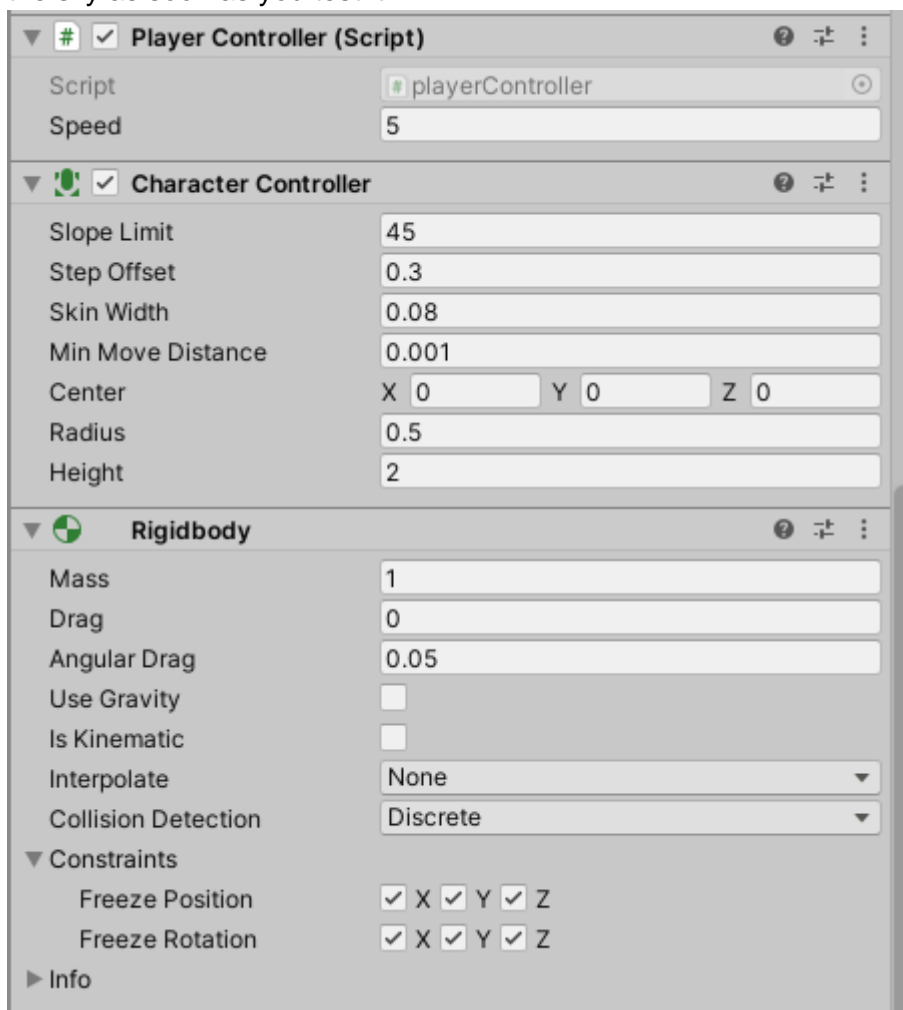 Player Controller (Script)
Script playerController
Speed 5
Character Controller
Slope Limit 45
Step Offset 0.3
Skin Width 0.08
Min Move Distance 0.001
Center X 0 Y 0 Z 0
Radius 0.5
Height 2
Rigidbody
Mass 1
Drag 0
Angular Drag 0.05
Use Gravity
Is Kinematic
Interpolate None
Collision Detection Discrete
Constraints
Freeze Position X Y Z
Freeze Rotation X Y Z
Info